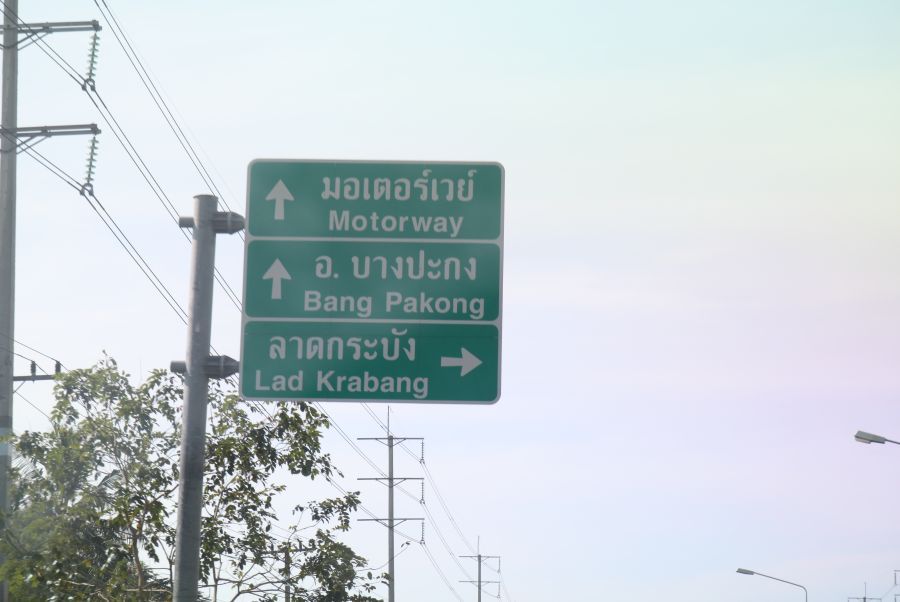 มอเตอร์เวย์
Motorway
อ. บางปะกง
Bang Pakong
ลาดกระบัง
Lad Krabang